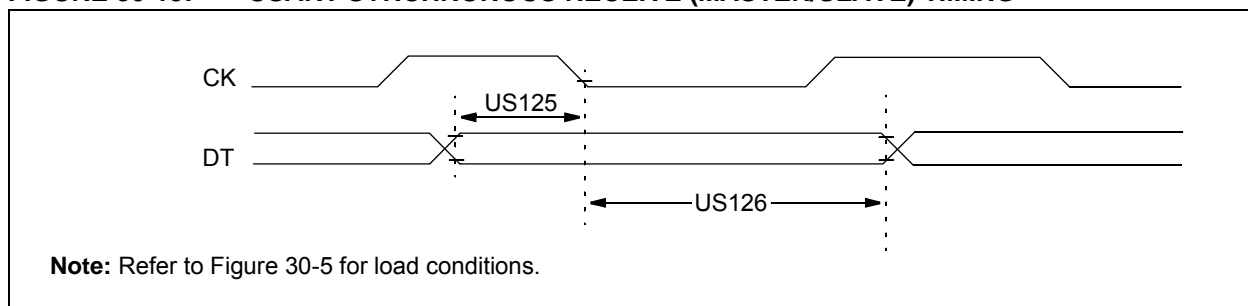 CK
US125
DT
US126
Note: Refer to Figure 30-5 for load conditions.